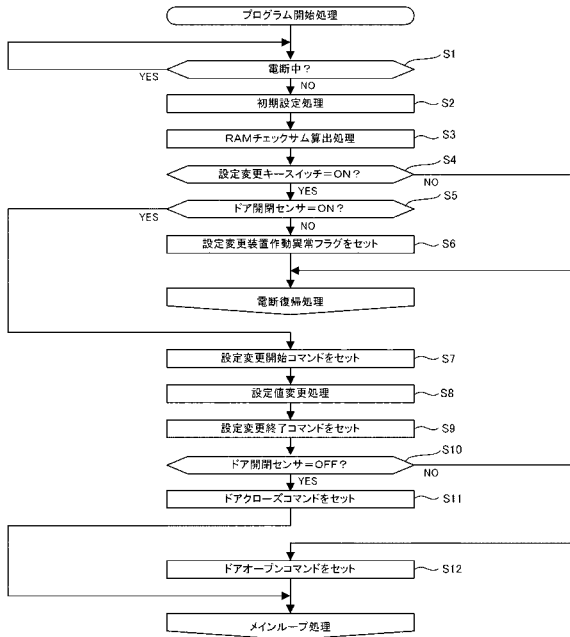 プログラム開始処理
電断中？
S1
YES
NO
初期設定処理
S2
RAMチェックサム算出処理
S3
設定変更キースイッチ＝ON？
S4
NO
YES
ドア開閉センサ＝ON？
S5
YES
NO
設定変更装置作動異常フラグをセット
S6
電断復帰処理
設定変更開始コマンドをセット
S7
設定値変更処理
S8
設定変更終了コマンドをセット
S9
ドア開閉センサ＝OFF？
S10
NO
YES
ドアクローズコマンドをセット
S11
ドアオープンコマンドをセット
S12
メインループ処理